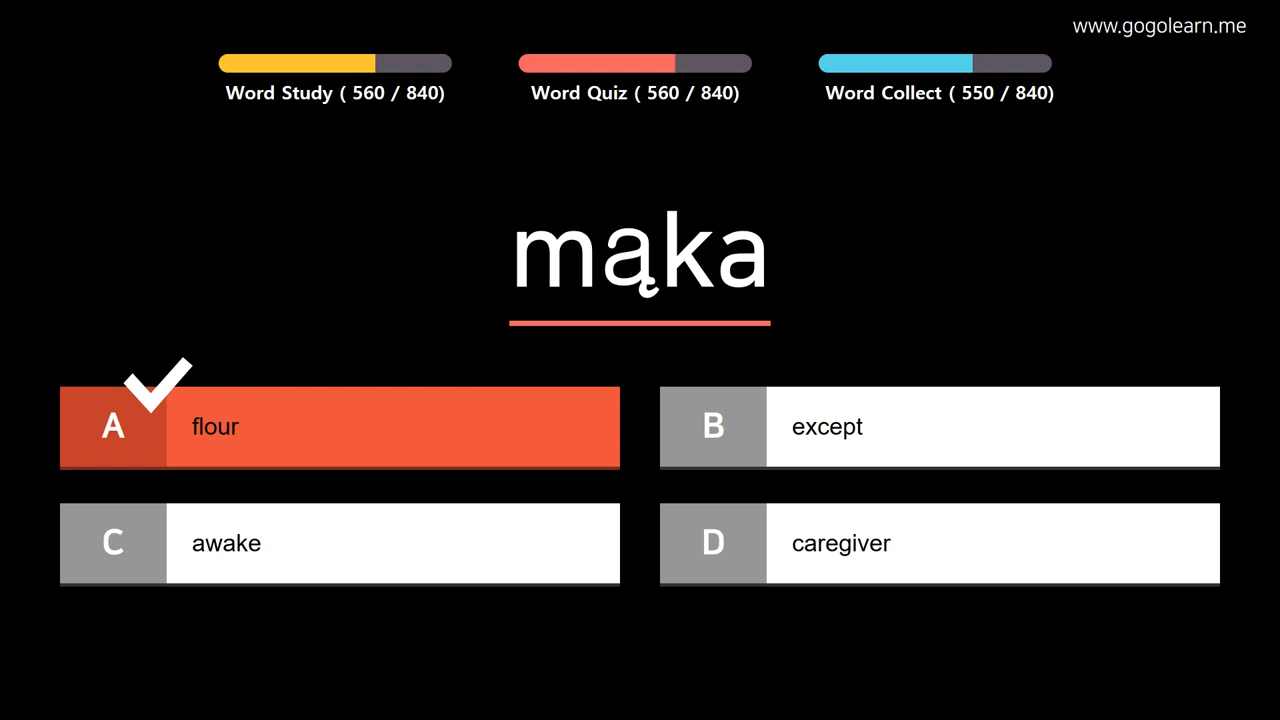 www.gogolearn.me
Word Study ( 560 / 840)
Word Quiz ( 560 / 840)
Word Collect ( 550 / 840)
mąka
A flour
B except
C awake
D caregiver